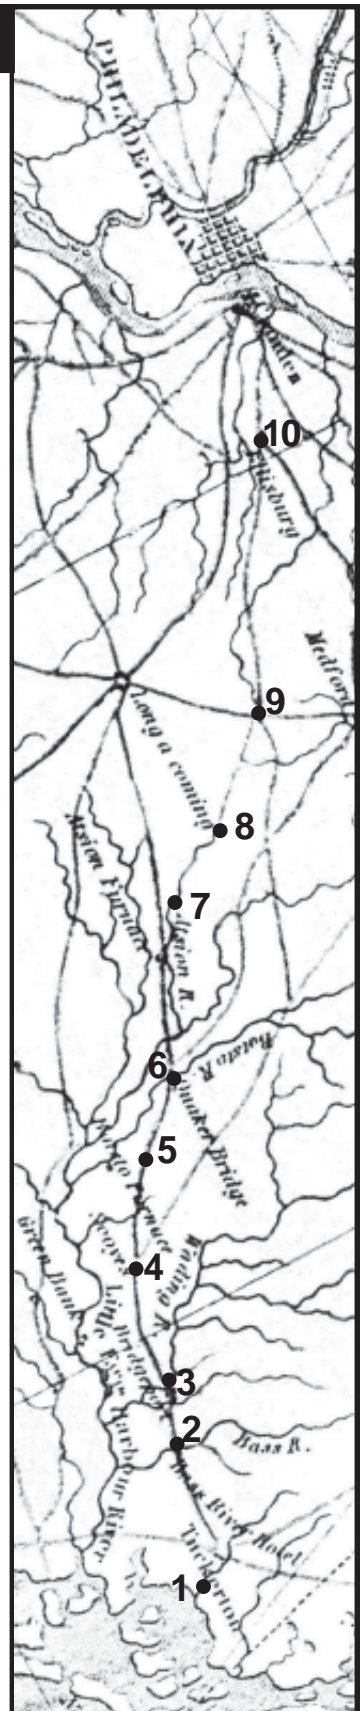 PHILADELPHIA
Camden
10
Ellisburg
Medford
9
Long a coming
8
Atsion Furnace
7
Atsion R.
Batsto R.
6
Quaker Bridge
5
Batsto Furnace
Green Bank
4
Wading R.
Bridge
3
Little Egg Harbour River
2
Bass R.
Bass River Hotel
Tuckerton
1